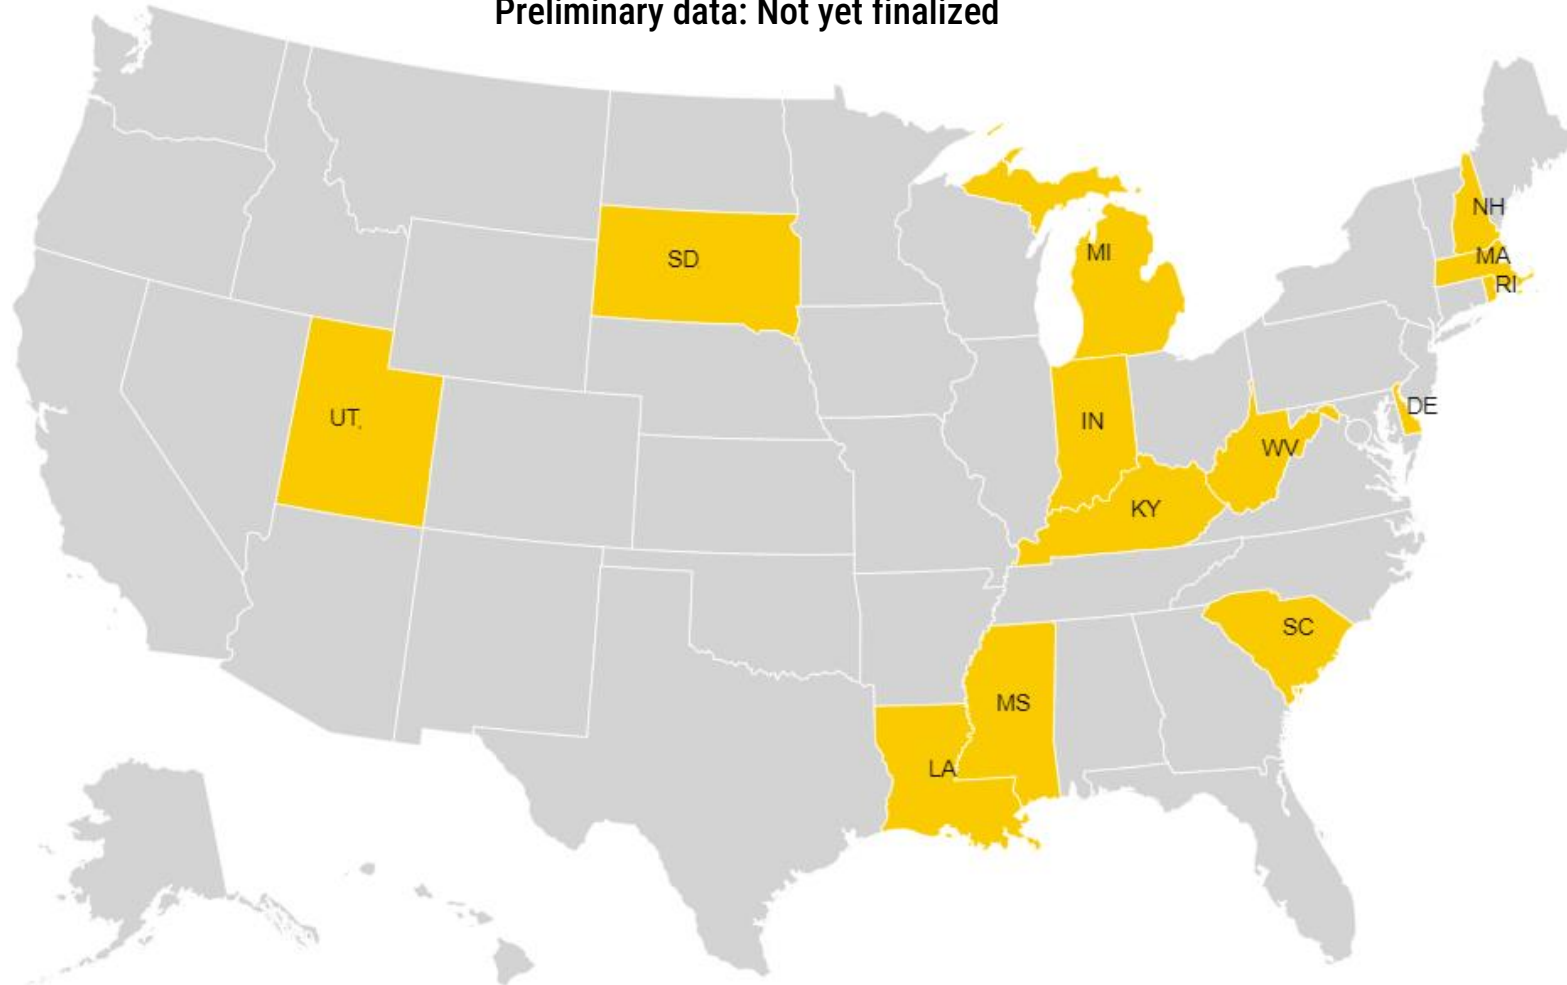 Preliminary data: Not yet finalized
NH
MI
MA
SD
RI
DE
UT
IN
WV
KY
SC
MS
LA